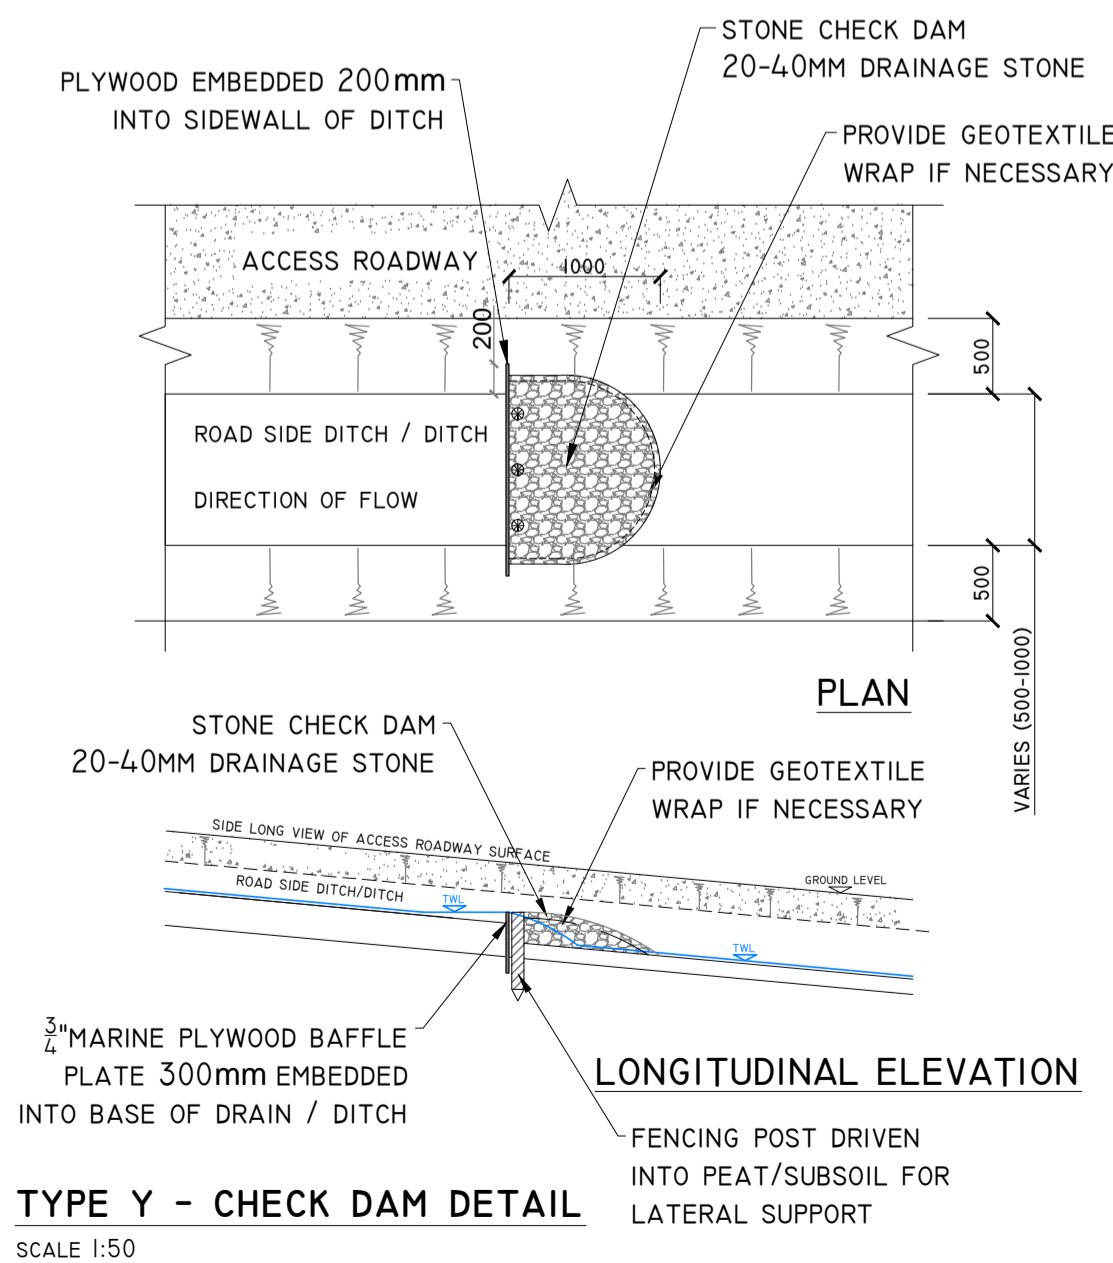 STONE CHECK DAM
20-40MM DRAINAGE STONE
PLYWOOD EMBEDDED 200mm
INTO SIDEWALL OF DITCH
PROVIDE GEOTEXTILE
WRAP IF NECESSARY
ACCESS ROADWAY
1000
200
500
ROAD SIDE DITCH / DITCH
DIRECTION OF FLOW
500
VARIES (500-1000)
PLAN
STONE CHECK DAM
20-40MM DRAINAGE STONE
PROVIDE GEOTEXTILE
WRAP IF NECESSARY
SIDE LONG VIEW OF ACCESS ROADWAY SURFACE
GROUND LEVEL
ROAD SIDE DITCH/DITCH
TWL
TWL
3/4"MARINE PLYWOOD BAFFLE
PLATE 300mm EMBEDDED
INTO BASE OF DRAIN / DITCH
LONGITUDINAL ELEVATION
FENCING POST DRIVEN
INTO PEAT/SUBSOIL FOR
LATERAL SUPPORT
TYPE Y - CHECK DAM DETAIL
SCALE 1:50